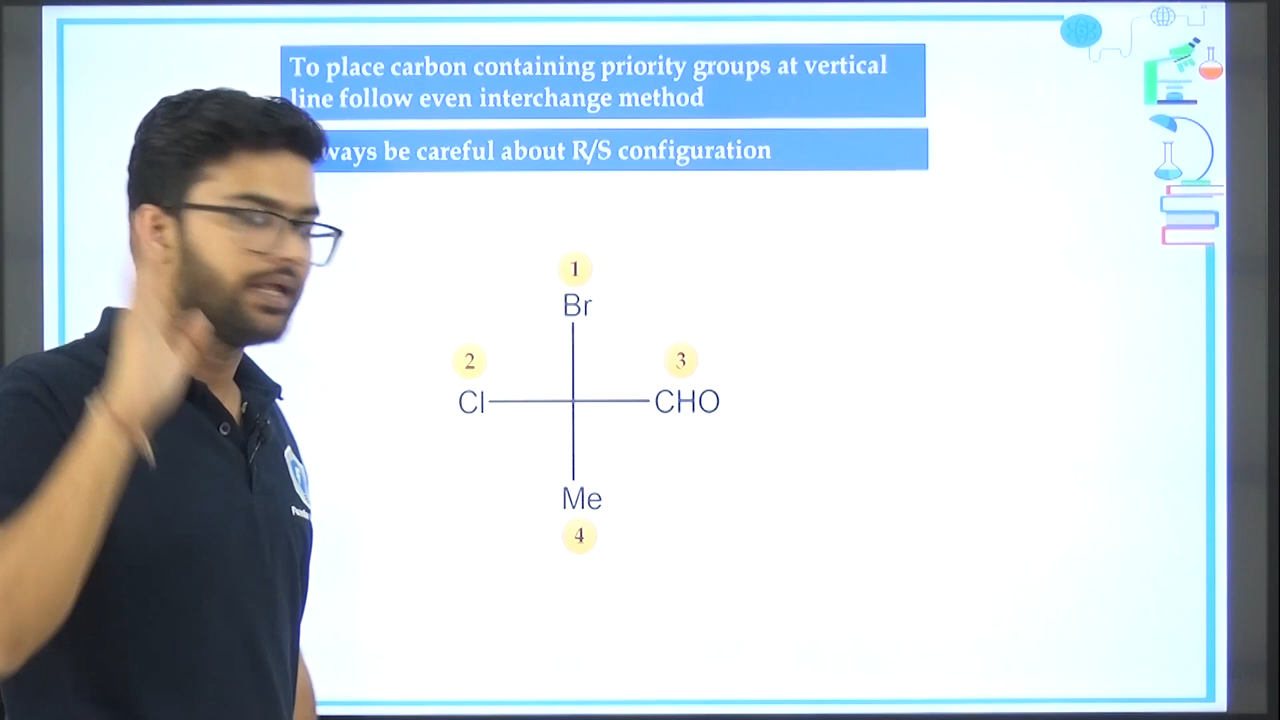 To place carbon containing priority groups at vertical
line follow even interchange method
be careful about R/S configuration
1
Br
2
3
Cl
CHO
Me
4